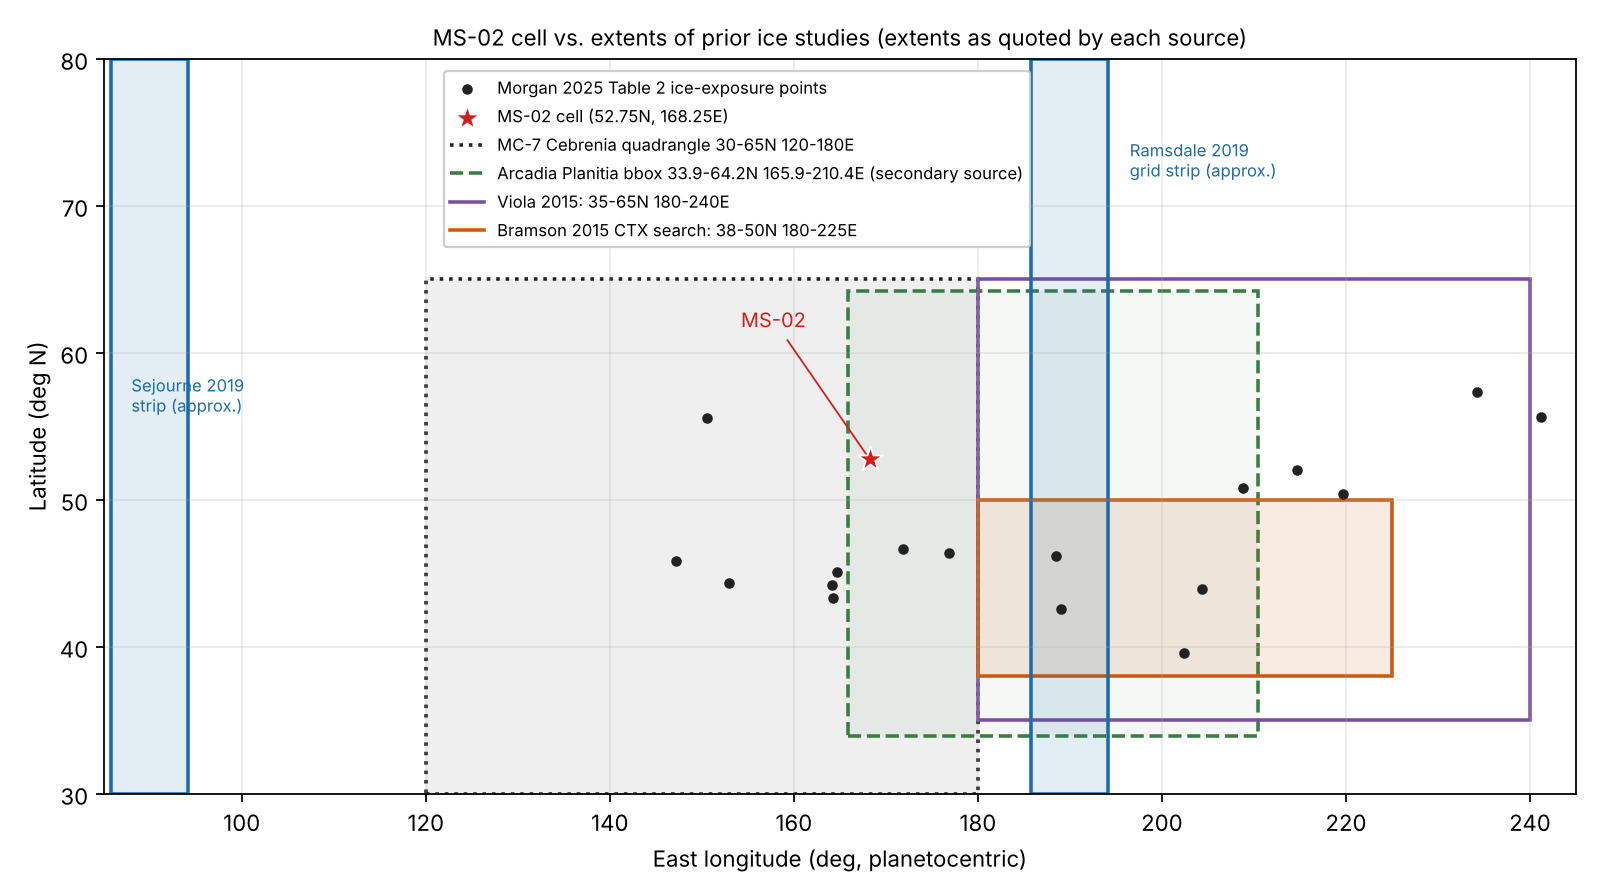 MS-02 cell vs. extents of prior ice studies (extents as quoted by each source)
Morgan 2025 Table 2 ice-exposure points
MS-02 cell (52.75N, 168.25E)
MC-7 Cebrenia quadrangle 30-65N 120-180E
Arcadia Planitia bbox 33.9-64.2N 165.9-210.4E (secondary source)
Viola 2015: 35-65N 180-240E
Bramson 2015 CTX search: 38-50N 180-225E
Ramsdale 2019
grid strip (approx.)
MS-02
Sejourne 2019
strip (approx.)
Latitude (deg N)
80
70
60
50
40
30
100 120 140 160 180 200 220 240
East longitude (deg, planetocentric)